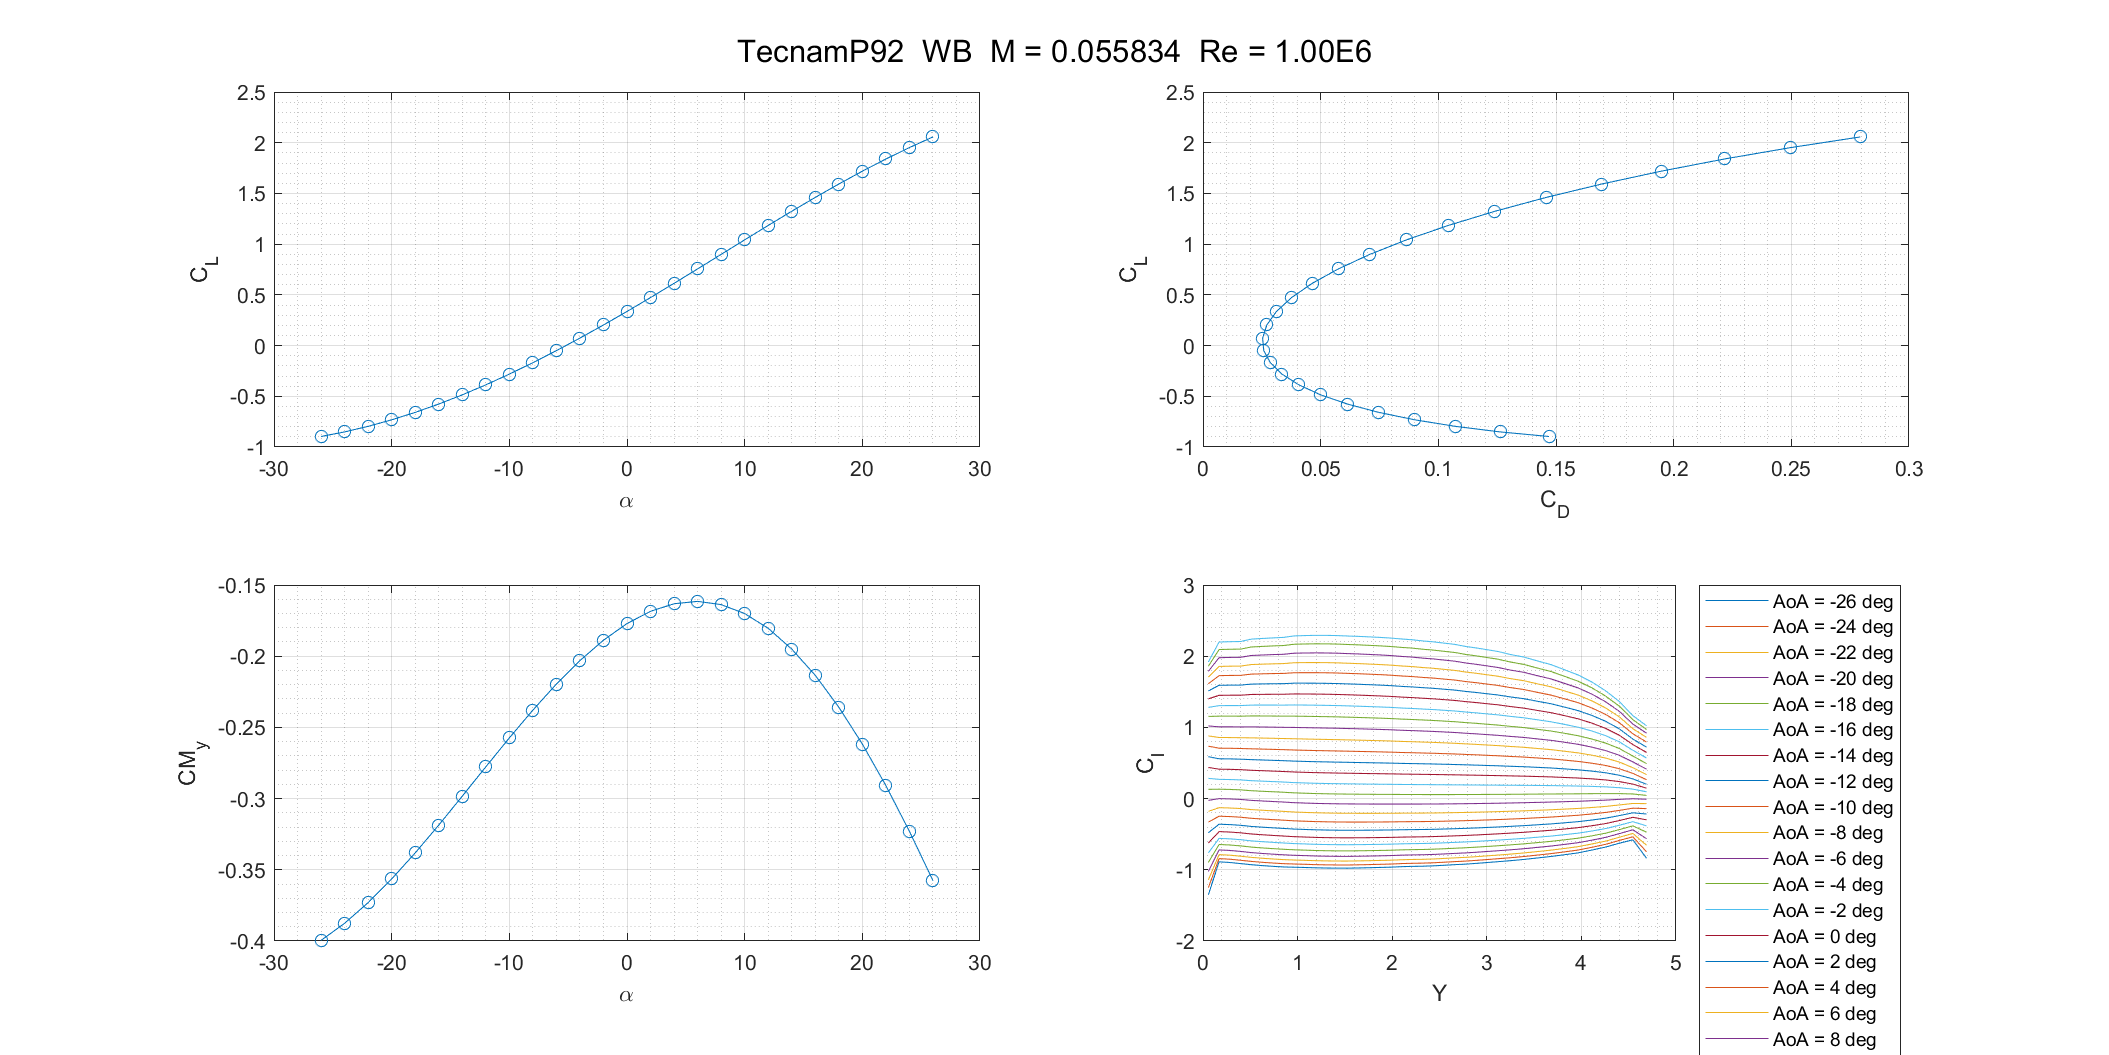 TecnamP92 WB M = 0.055834 Re = 1.00E6
2.5
2
1.5
1
0.5
0
-0.5
-1
C_L
-30 -20 -10 0 10 20 30
α
2.5
2
1.5
1
0.5
0
-0.5
-1
C_L
0 0.05 0.1 0.15 0.2 0.25 0.3
C_D
-0.15
-0.2
-0.25
-0.3
-0.35
-0.4
CM_y
-30 -20 -10 0 10 20 30
α
3
2
1
0
-1
-2
C_l
0 1 2 3 4 5
Y
AoA = -26 deg
AoA = -24 deg
AoA = -22 deg
AoA = -20 deg
AoA = -18 deg
AoA = -16 deg
AoA = -14 deg
AoA = -12 deg
AoA = -10 deg
AoA = -8 deg
AoA = -6 deg
AoA = -4 deg
AoA = -2 deg
AoA = 0 deg
AoA = 2 deg
AoA = 4 deg
AoA = 6 deg
AoA = 8 deg